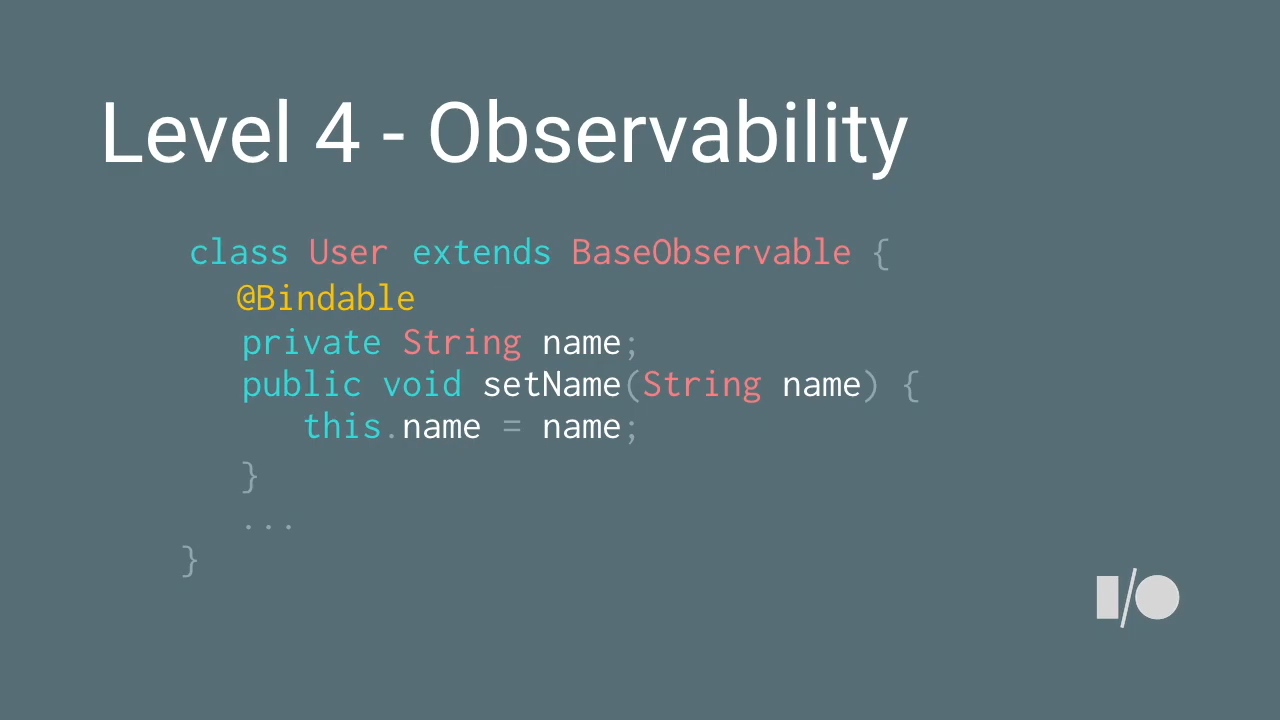 Level 4 - Observability
class User extends BaseObservable {
@Bindable
private String name;
public void setName(String name) {
this.name = name;
}
...
}
I/O